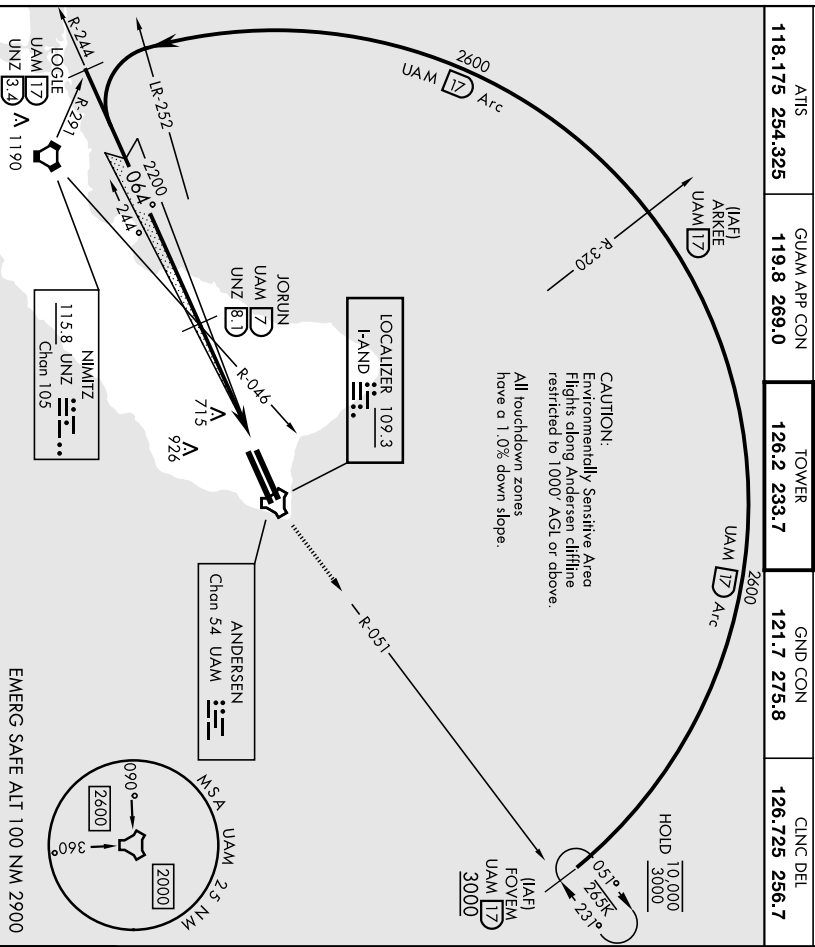 ATIS
118.175 254.325
GUAM APP CON
119.8 269.0
TOWER
126.2 233.7
GND CON
121.7 275.8
CLNC DEL
126.725 256.7
2600
UAM 17 Arc
(IAF)
ARKEE
UAM 17
R-320
2600
UAM 17 Arc
R-244
LR-252
LOGLE
UAM 17
UNZ 3.4
R-291
1190
2200
064°
244°
JORUN
UAM 7
UNZ 8.1
R-046
LOCALIZER 109.3
I-AND
CAUTION:
Environmentally Sensitive Area
Flights along Andersen cliffline
restricted to 1000' AGL or above.
All touchdown zones
have a 1.0% down slope.
NIMITZ
115.8 UNZ
Chan 105
715
926
R-051
ANDERSEN
Chan 54 UAM
HOLD
10,000
3000
051°
265K
231°
(IAF)
FOVEM
UAM 17
3000
MSA UAM 25 NM
090°
2600
360°
2000
EMERG SAFE ALT 100 NM 2900